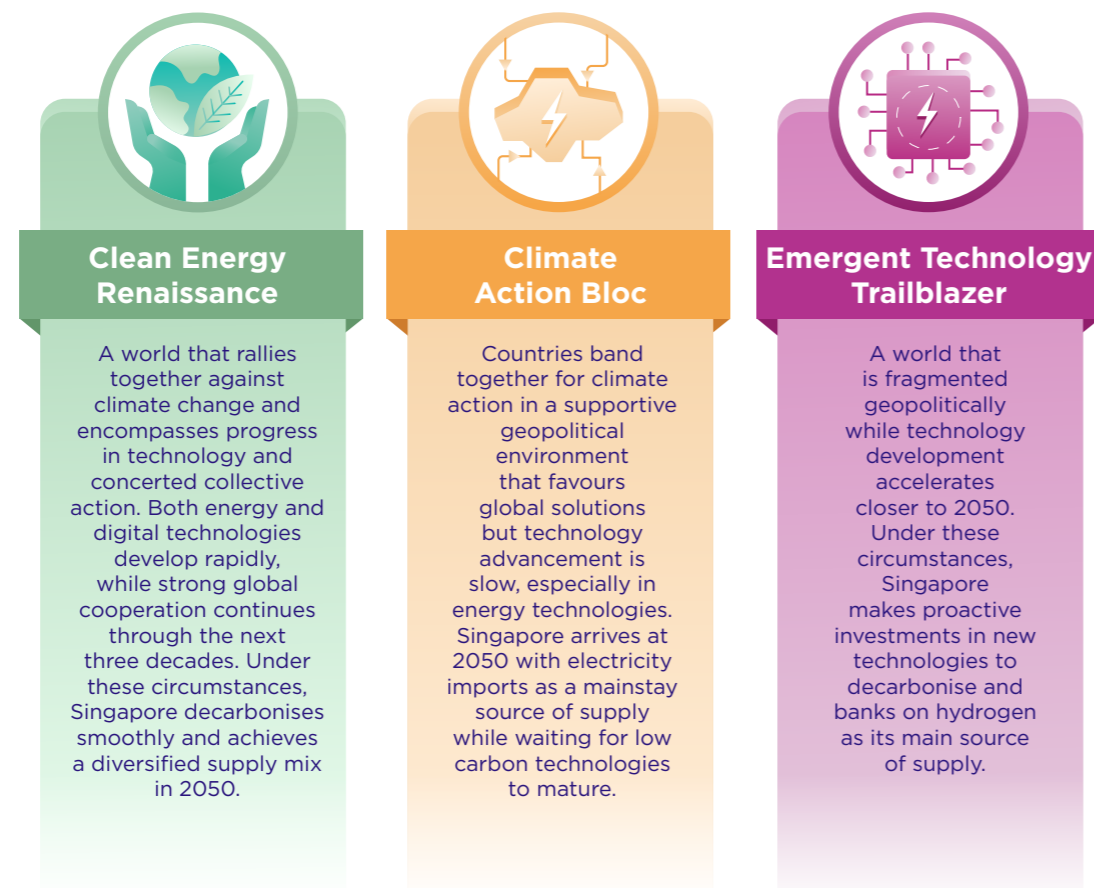 Clean Energy
Renaissance
A world that rallies
together against
climate change and
encompasses progress
in technology and
concerted collective
action. Both energy and
digital technologies
develop rapidly,
while strong global
cooperation continues
through the next
three decades. Under
these circumstances,
Singapore decarbonises
smoothly and achieves
a diversified supply mix
in 2050.
Climate
Action Bloc
Countries band
together for climate
action in a supportive
geopolitical
environment
that favours
global solutions
but technology
advancement is
slow, especially in
energy technologies.
Singapore arrives at
2050 with electricity
imports as a mainstay
source of supply
while waiting for low
carbon technologies
to mature.
Emergent Technology
Trailblazer
A world that
is fragmented
geopolitically
while technology
development
accelerates
closer to 2050.
Under these
circumstances,
Singapore
makes proactive
investments in new
technologies to
decarbonise and
banks on hydrogen
as its main source
of supply.